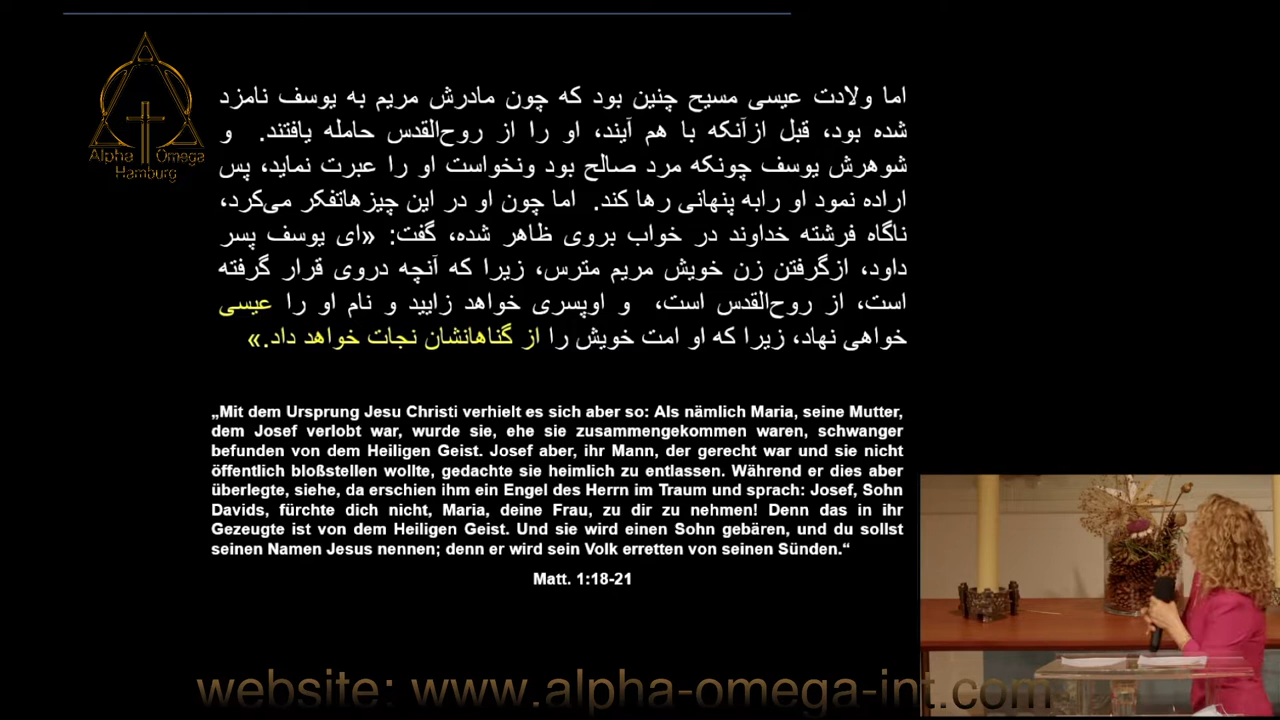 Alpha Omega
Hamburg
اما ولادت عیسی مسیح چنین بود که چون مادرش مریم به یوسف نامزد
شده بود، قبل ازآنکه با هم آیند، او را از روح‌القدس حامله یافتند. و
شوهرش یوسف چونکه مرد صالح بود ونخواست او را عبرت نماید، پس
اراده نمود او رابه پنهانی رها کند. اما چون او در این چیزهاتفکر می‌کرد،
ناگاه فرشته خداوند در خواب بروی ظاهر شده، گفت: «ای یوسف پسر
داود، ازگرفتن زن خویش مریم مترس، زیرا که آنچه دروی قرار گرفته
است، از روح‌القدس است، و اوپسری خواهد زایید و نام او را عیسی
خواهی نهاد، زیرا که او امت خویش را از گناهانشان نجات خواهد داد.»
„Mit dem Ursprung Jesu Christi verhielt es sich aber so: Als nämlich Maria, seine Mutter,
dem Josef verlobt war, wurde sie, ehe sie zusammengekommen waren, schwanger
befunden von dem Heiligen Geist. Josef aber, ihr Mann, der gerecht war und sie nicht
öffentlich bloßstellen wollte, gedachte sie heimlich zu entlassen. Während er dies aber
überlegte, siehe, da erschien ihm ein Engel des Herrn im Traum und sprach: Josef, Sohn
Davids, fürchte dich nicht, Maria, deine Frau, zu dir zu nehmen! Denn das in ihr
Gezeugte ist von dem Heiligen Geist. Und sie wird einen Sohn gebären, und du sollst
seinen Namen Jesus nennen; denn er wird sein Volk erretten von seinen Sünden.“
Matt. 1:18-21
website: www.alpha-omega-int.com